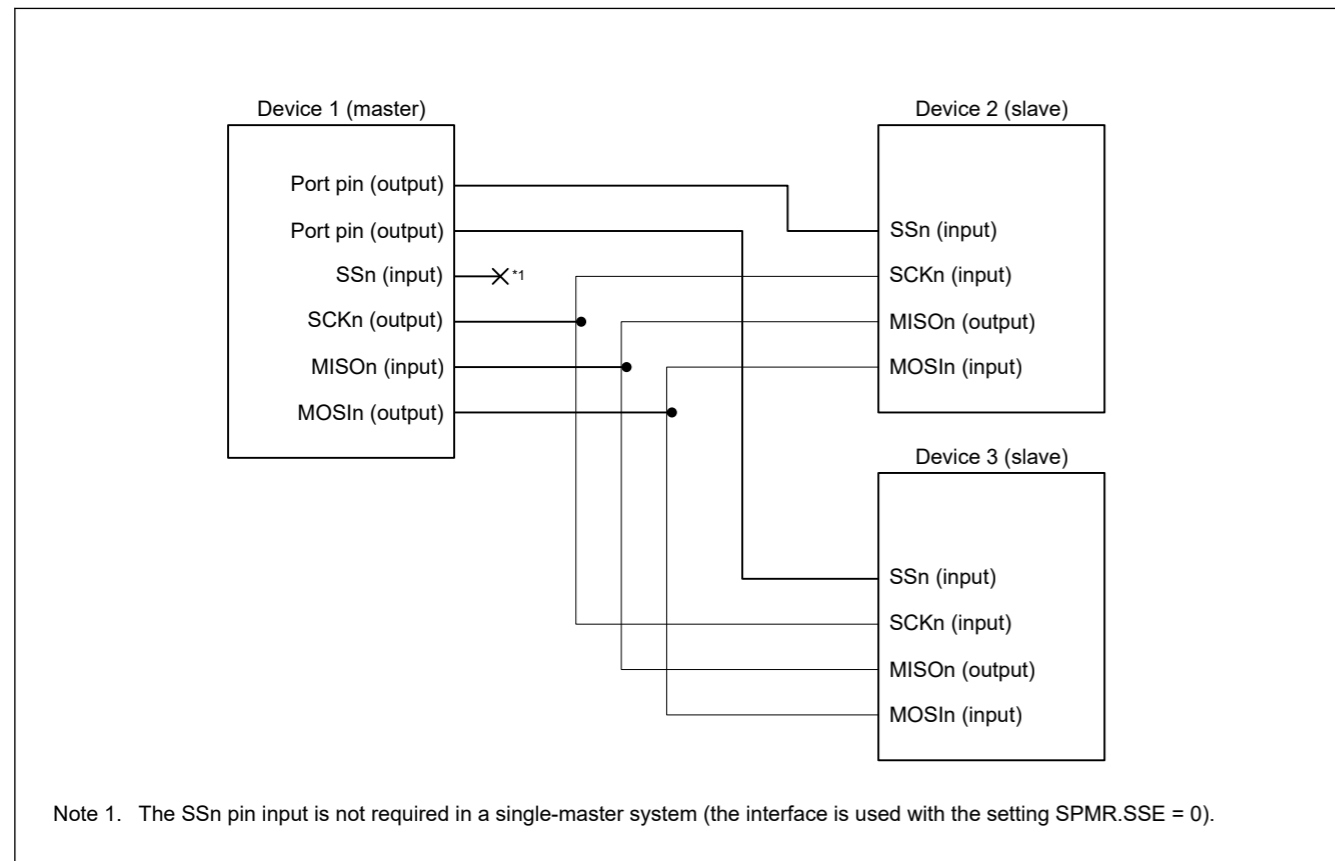 Device 1 (master)
Port pin (output)
Port pin (output)
SSn (input)
*1
SCKn (output)
MISOn (input)
MOSIn (output)
Device 2 (slave)
SSn (input)
SCKn (input)
MISOn (output)
MOSIn (input)
Device 3 (slave)
SSn (input)
SCKn (input)
MISOn (output)
MOSIn (input)
Note 1. The SSn pin input is not required in a single-master system (the interface is used with the setting SPMR.SSE = 0).